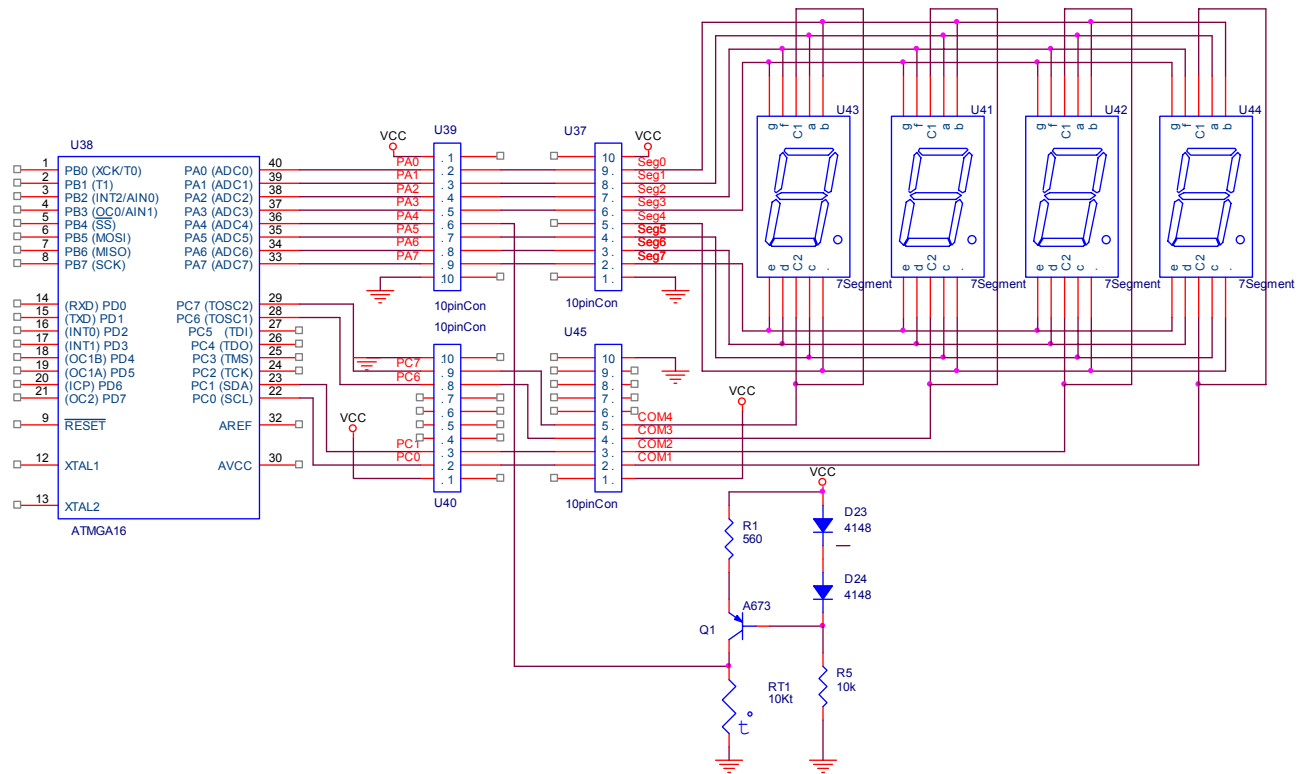 U38
ATMGA16
1 PB0 (XCK/T0)
2 PB1 (T1)
3 PB2 (INT2/AIN0)
4 PB3 (OC0/AIN1)
5 PB4 (SS)
6 PB5 (MOSI)
7 PB6 (MISO)
8 PB7 (SCK)
14 (RXD) PD0
15 (TXD) PD1
16 (INT0) PD2
17 (INT1) PD3
18 (OC1B) PD4
19 (OC1A) PD5
20 (ICP) PD6
21 (OC2) PD7
9 RESET
12 XTAL1
13 XTAL2
PA0 (ADC0) 40
PA1 (ADC1) 39
PA2 (ADC2) 38
PA3 (ADC3) 37
PA4 (ADC4) 36
PA5 (ADC5) 35
PA6 (ADC6) 34
PA7 (ADC7) 33
PC7 (TOSC2) 29
PC6 (TOSC1) 28
PC5 (TDI) 27
PC4 (TDO) 26
PC3 (TMS) 25
PC2 (TCK) 24
PC1 (SDA) 23
PC0 (SCL) 22
AREF 32
AVCC 30
U39
VCC
.1
PA0 .2
PA1 .3
PA2 .4
PA3 .5
PA4 .6
PA5 .7
PA6 .8
PA7 .9
.10
10pinCon
10pinCon
.10
PC7 .9
PC6 .8
.7
.6
VCC
.5
.4
PC1 .3
PC0 .2
.1
U40
U37
VCC
10.
9. Seg0
8. Seg1
7. Seg2
6. Seg3
5. Seg4
4. Seg5
3. Seg6
2. Seg7
1.
10pinCon
U45
10.
9.
8.
7.
6.
VCC
5. COM4
4. COM3
3. COM2
2. COM1
1.
10pinCon
U43
g f C1 a b
e d C2 c .
7Segment
U41
g f C1 a b
e d C2 c .
7Segment
U42
g f C1 a b
e d C2 c .
7Segment
U44
g f C1 a b
e d C2 c .
7Segment
VCC
R1
560
D23
4148
D24
4148
A673
Q1
RT1
10Kt
t°
R5
10k